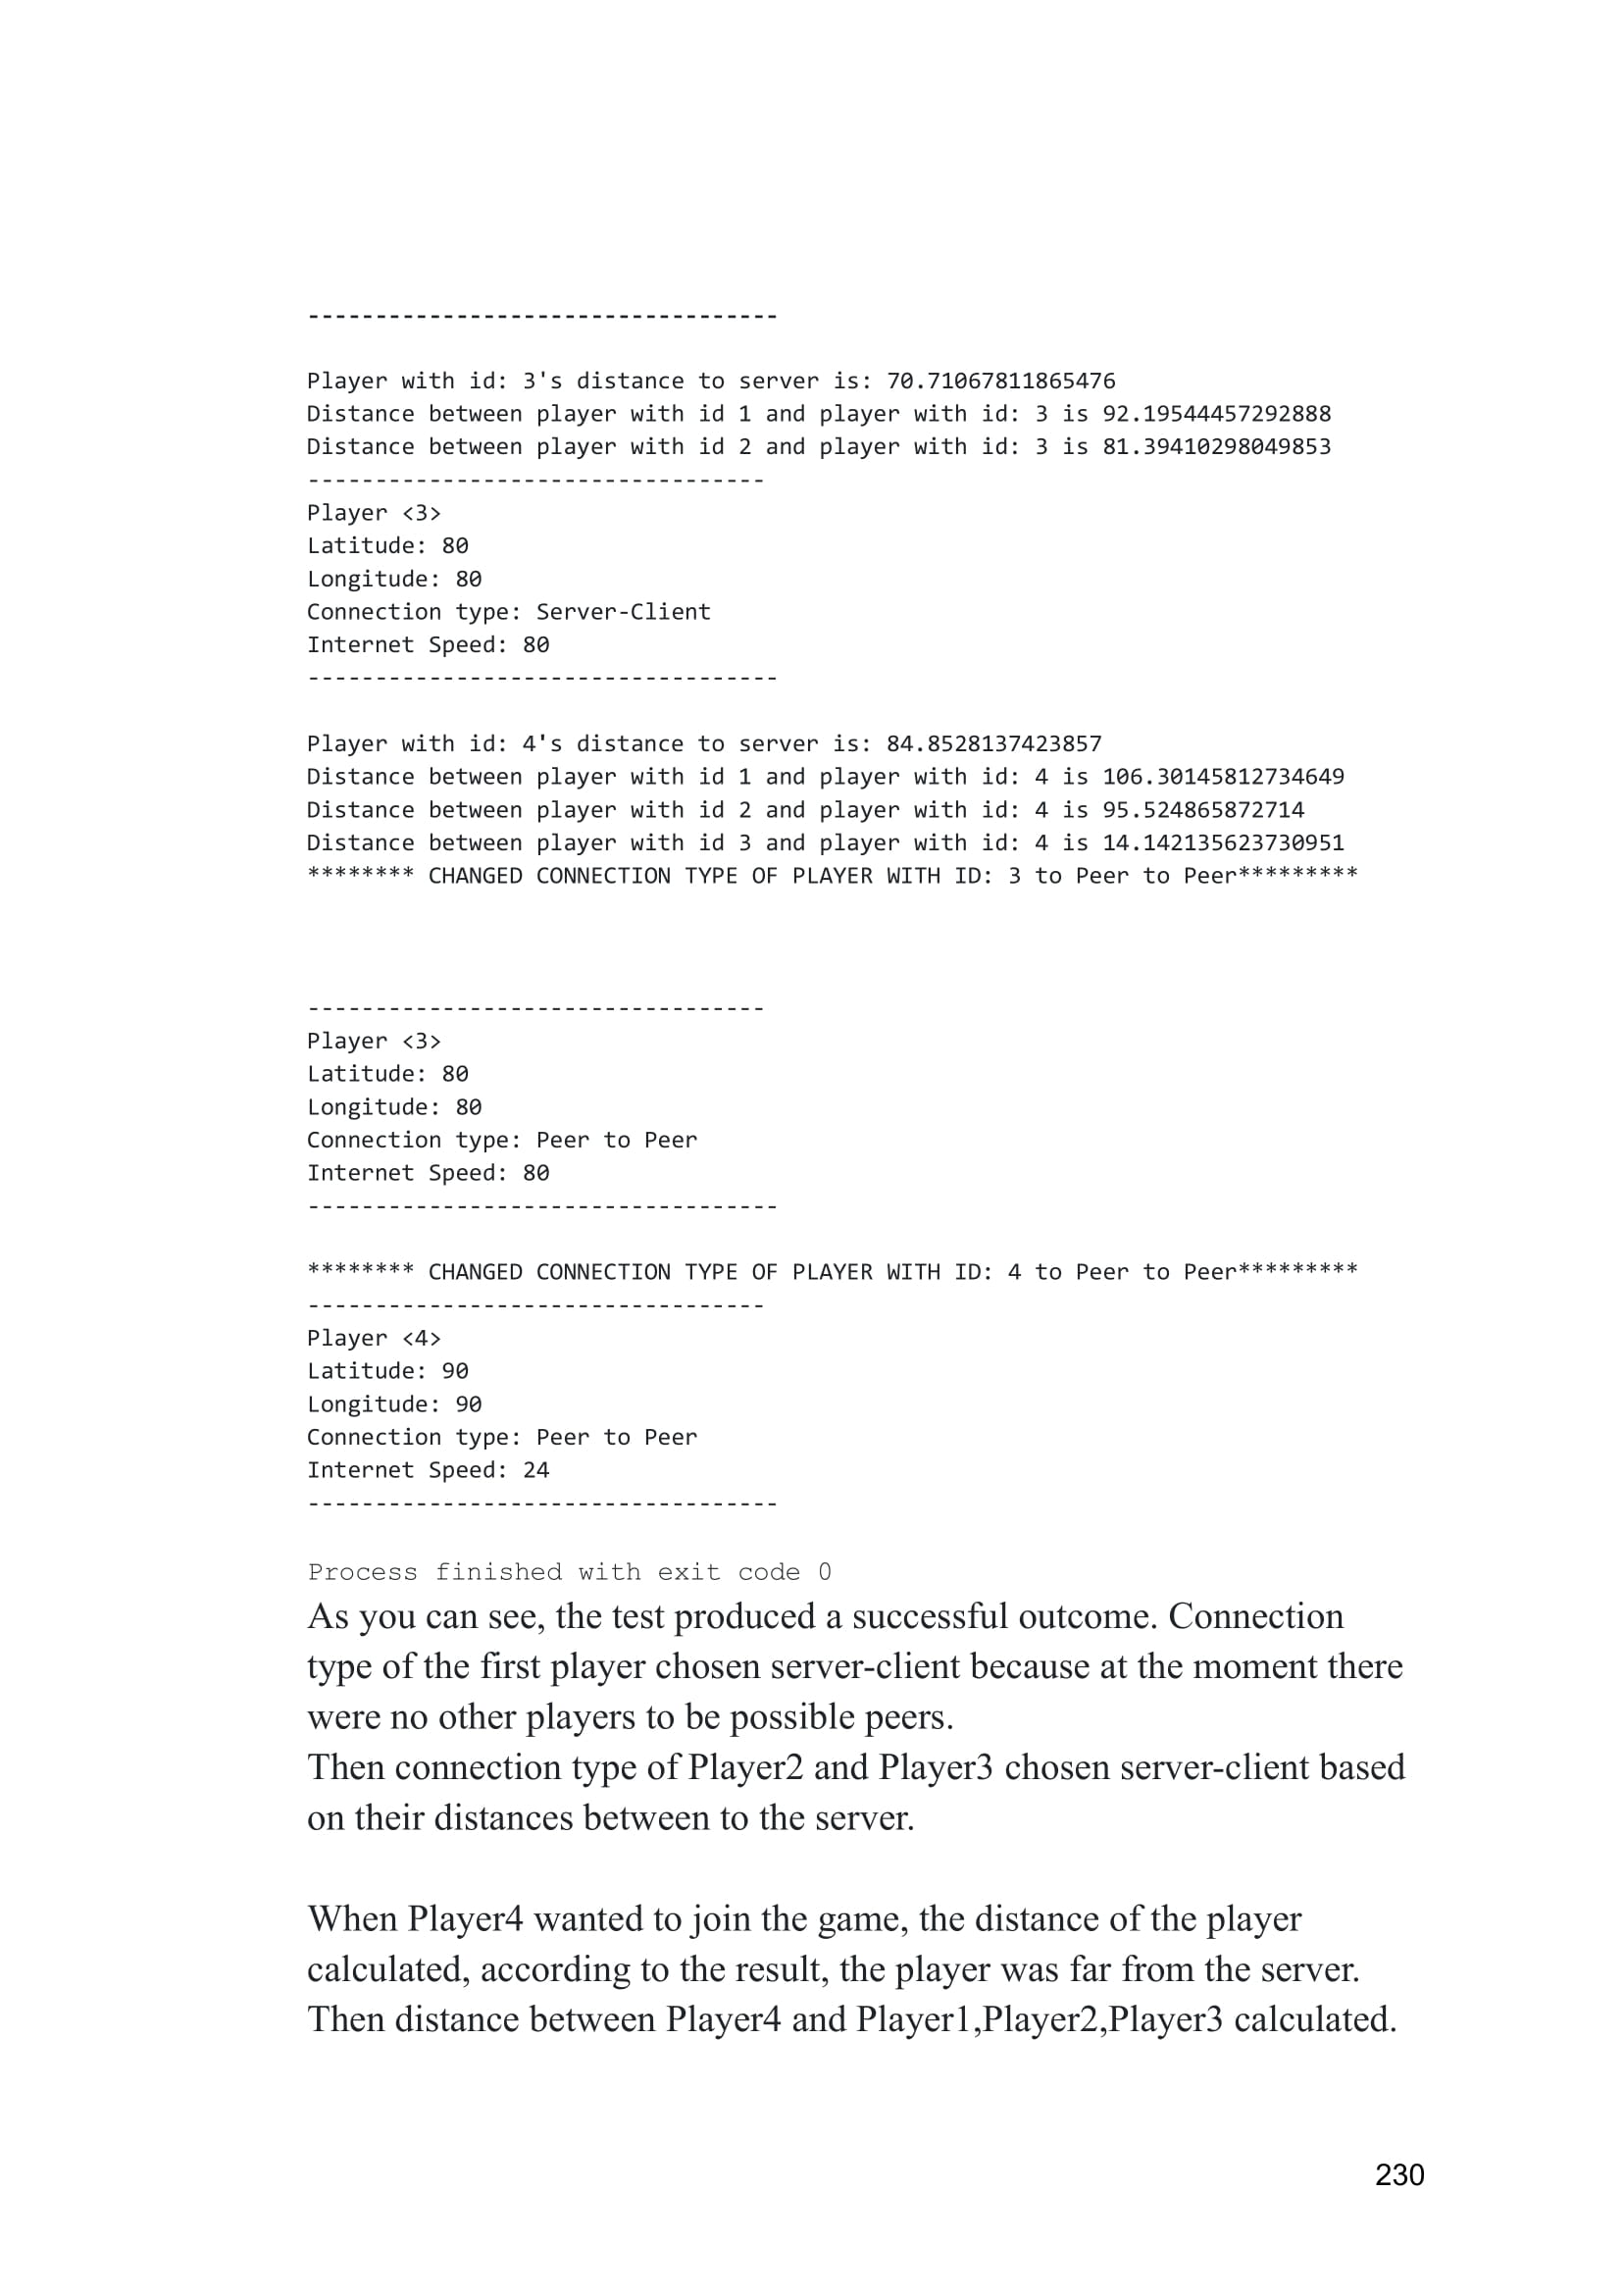 -----------------------------------
Player with id: 3's distance to server is: 70.71067811865476
Distance between player with id 1 and player with id: 3 is 92.19544457292888
Distance between player with id 2 and player with id: 3 is 81.39410298049853
----------------------------------
Player <3>
Latitude: 80
Longitude: 80
Connection type: Server-Client
Internet Speed: 80
-----------------------------------
Player with id: 4's distance to server is: 84.8528137423857
Distance between player with id 1 and player with id: 4 is 106.30145812734649
Distance between player with id 2 and player with id: 4 is 95.524865872714
Distance between player with id 3 and player with id: 4 is 14.142135623730951
******** CHANGED CONNECTION TYPE OF PLAYER WITH ID: 3 to Peer to Peer*********
----------------------------------
Player <3>
Latitude: 80
Longitude: 80
Connection type: Peer to Peer
Internet Speed: 80
-----------------------------------
******** CHANGED CONNECTION TYPE OF PLAYER WITH ID: 4 to Peer to Peer*********
----------------------------------
Player <4>
Latitude: 90
Longitude: 90
Connection type: Peer to Peer
Internet Speed: 24
-----------------------------------
Process finished with exit code 0
As you can see, the test produced a successful outcome. Connection
type of the first player chosen server-client because at the moment there
were no other players to be possible peers.
Then connection type of Player2 and Player3 chosen server-client based
on their distances between to the server.
When Player4 wanted to join the game, the distance of the player
calculated, according to the result, the player was far from the server.
Then distance between Player4 and Player1,Player2,Player3 calculated.
230